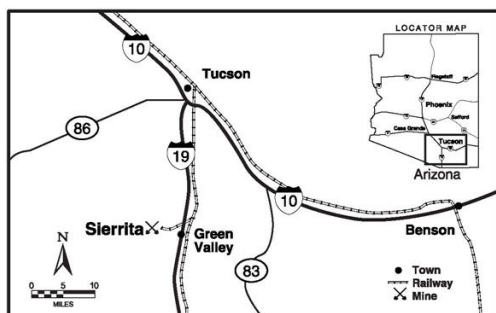 LOCATOR MAP
Flagstaff
Phoenix
Safford
Casa Grande
Tucson
Arizona
10
Tucson
86
19
10
Sierrita
Green
Valley
Benson
83
N
0 5 10
MILES
Town
Railway
Mine